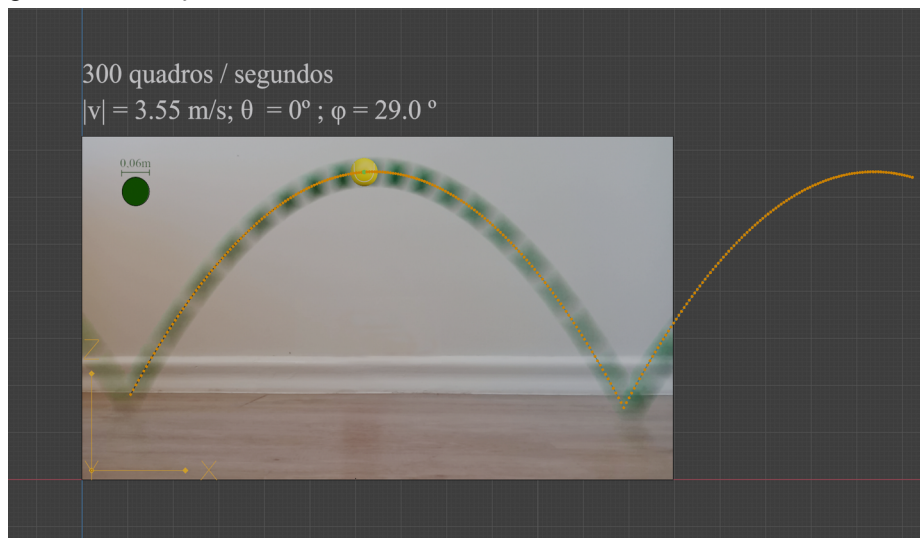 300 quadros / segundos
|v| = 3.55 m/s; θ = 0º ; φ = 29.0 º
0,06m
Z
Y
X